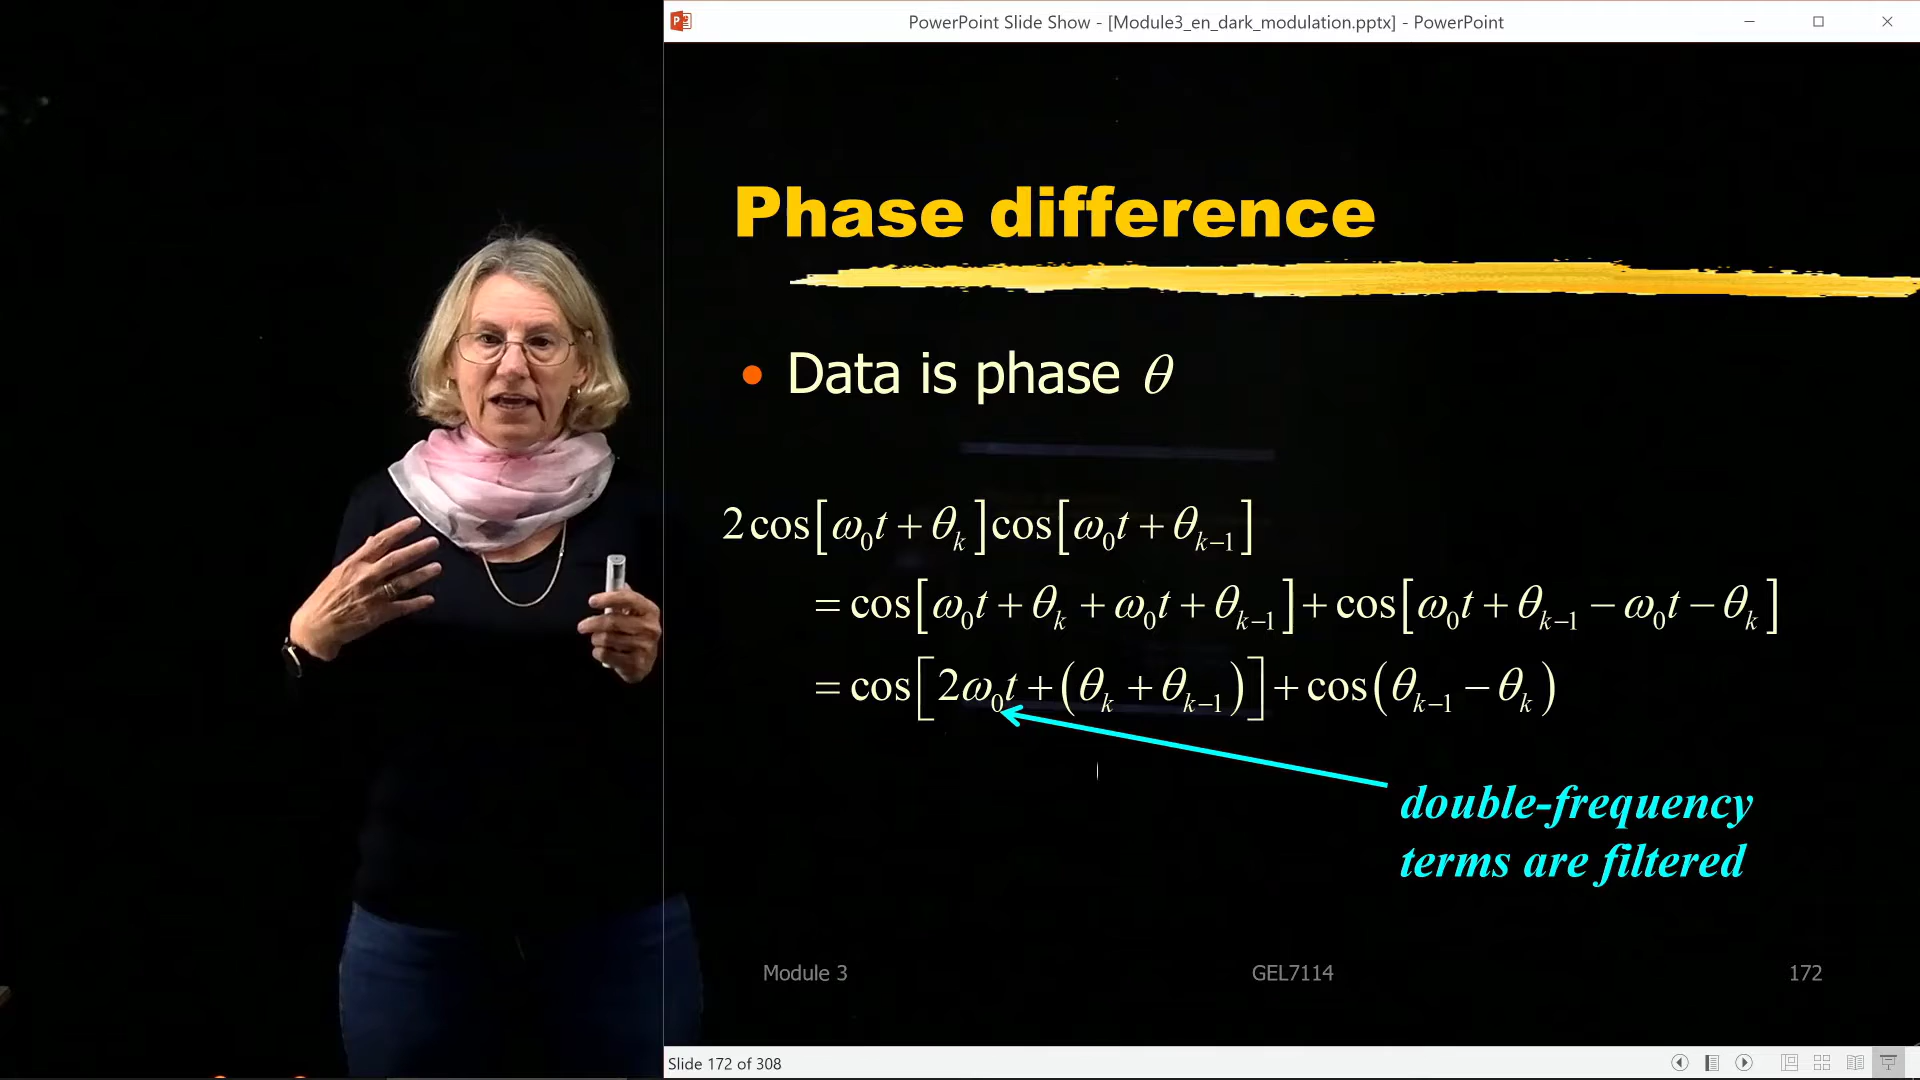 PowerPoint Slide Show - [Module3_en_dark_modulation.pptx] - PowerPoint
Phase difference
• Data is phase θ
2cos[ω₀t + θₖ]cos[ω₀t + θₖ₋₁]
= cos[ω₀t + θₖ + ω₀t + θₖ₋₁] + cos[ω₀t + θₖ₋₁ − ω₀t − θₖ]
= cos[2ω₀t + (θₖ + θₖ₋₁)] + cos(θₖ₋₁ − θₖ)
double-frequency
terms are filtered
Module 3 GEL7114 172
Slide 172 of 308